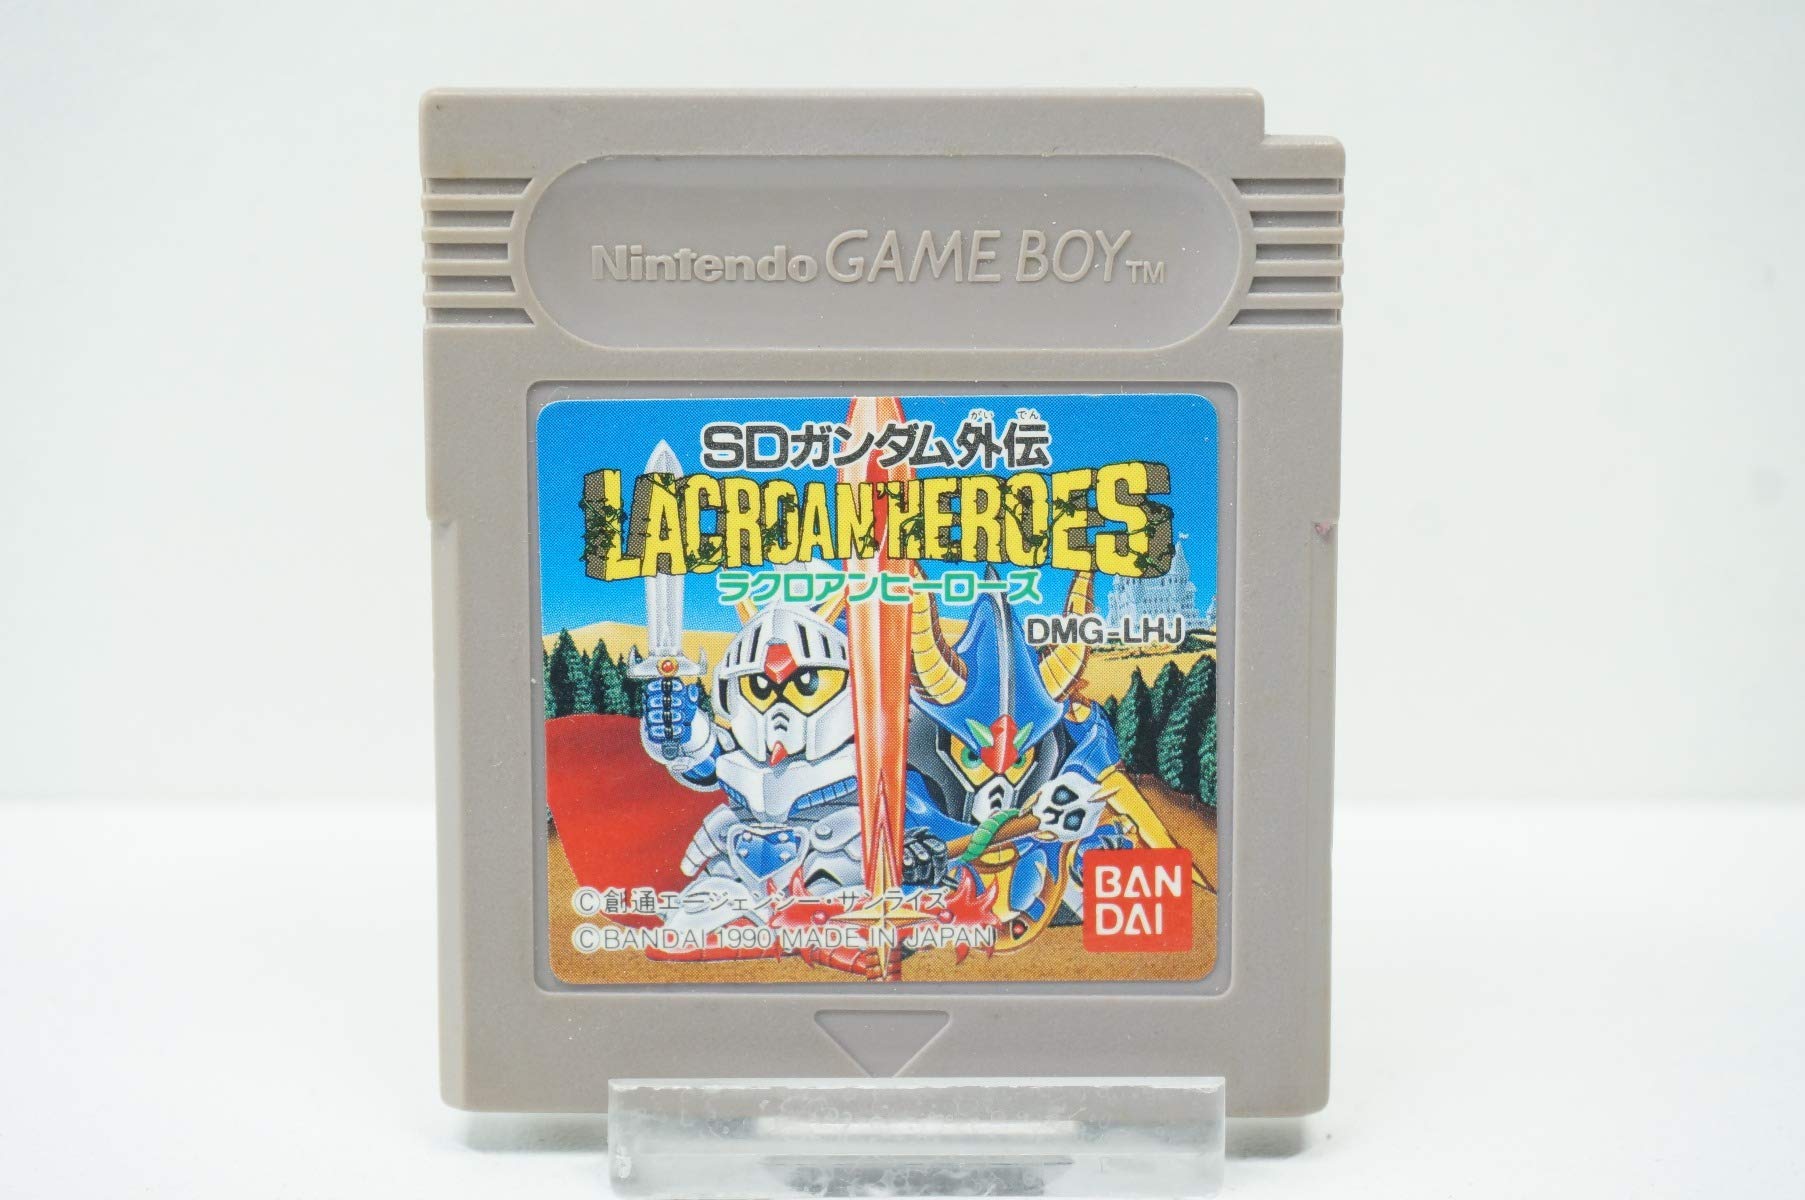 Nintendo GAME BOY TM
がいでん
SDガンダム外伝
LACROAN'HEROES
ラクロアンヒーローズ
DMG-LHJ
BAN
DAI
©創通エージェンシー・サンライズ
©BANDAI 1990 MADE IN JAPAN